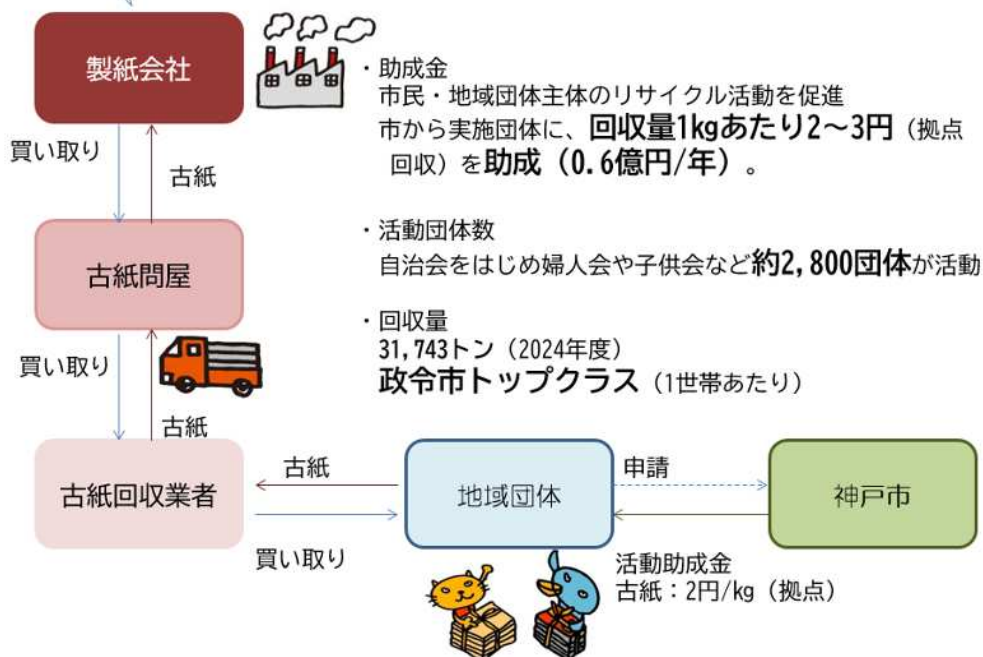 製紙会社
・助成金
市民・地域団体主体のリサイクル活動を促進
市から実施団体に、回収量1kgあたり2~3円（拠点
回収）を助成（0.6億円/年）。
買い取り
古紙
古紙問屋
・活動団体数
自治会をはじめ婦人会や子供会など約2,800団体が活動
・回収量
31,743トン（2024年度）
政令市トップクラス（1世帯あたり）
買い取り
古紙
古紙回収業者
古紙
買い取り
地域団体
申請
神戸市
活動助成金
古紙：2円/kg（拠点）